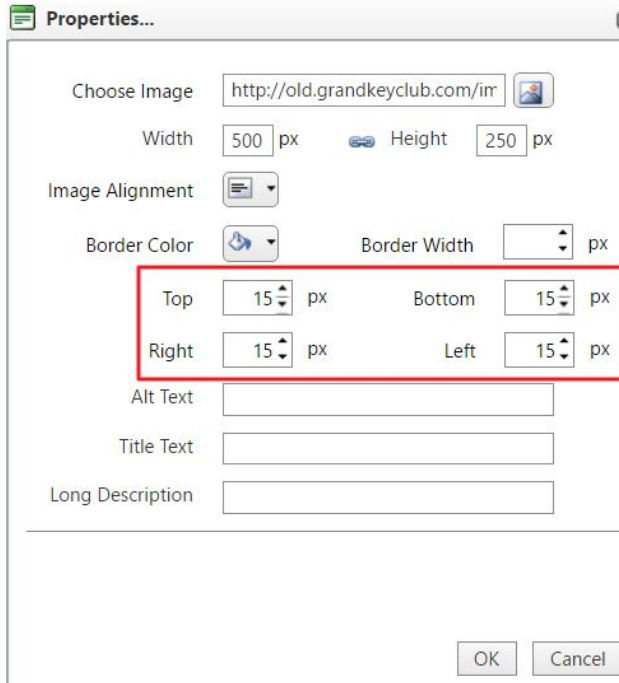 Properties...
Choose Image http://old.grandkeyclub.com/im
Width 500 px Height 250 px
Image Alignment
Border Color Border Width px
Top 15 px Bottom 15 px
Right 15 px Left 15 px
Alt Text
Title Text
Long Description
OK Cancel